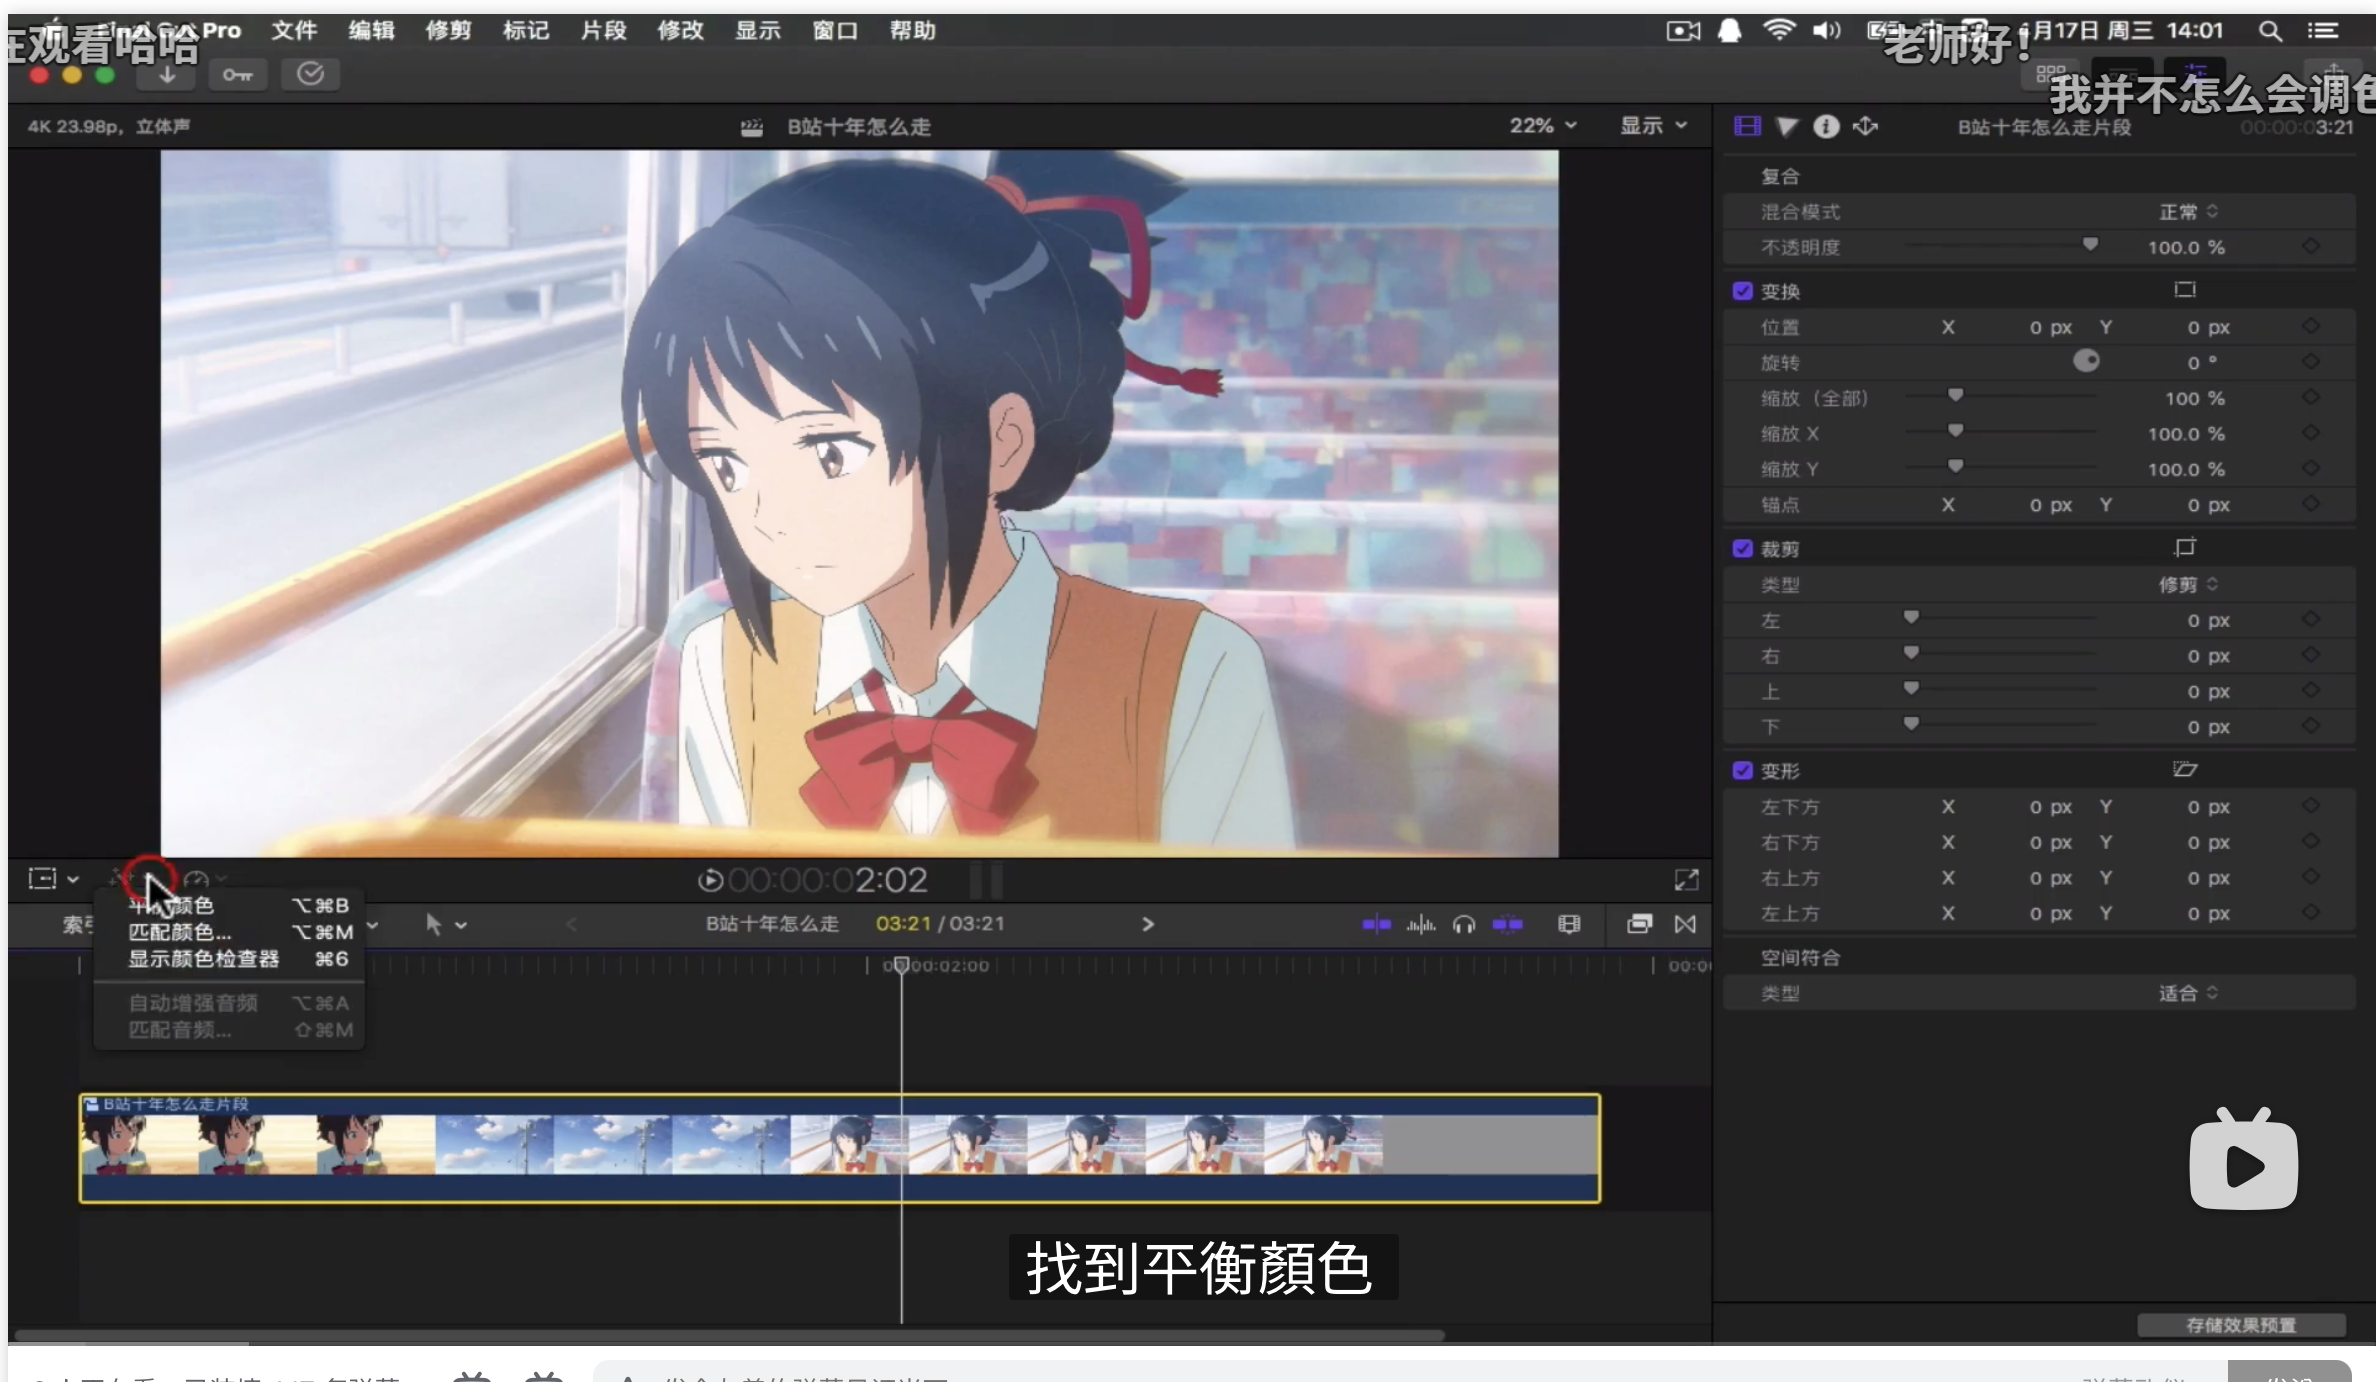 Final Cut Pro 文件 编辑 修剪 标记 片段 修改 显示 窗口 帮助
月17日 周三 14:01
在观看哈哈
老师好！
我并不怎么会调色
4K 23.98p，立体声
B站十年怎么走
22%
显示
B站十年怎么走片段
00:00:03:21
复合
混合模式 正常
不透明度 100.0 %
变换
位置 X 0 px Y 0 px
旋转 0 °
缩放（全部） 100 %
缩放 X 100.0 %
缩放 Y 100.0 %
锚点 X 0 px Y 0 px
裁剪
类型 修剪
左 0 px
右 0 px
上 0 px
下 0 px
变形
左下方 X 0 px Y 0 px
右下方 X 0 px Y 0 px
右上方 X 0 px Y 0 px
左上方 X 0 px Y 0 px
空间符合
类型 适合
存储效果预置
00:00:02:02
平衡颜色 ⌥⌘B
匹配颜色... ⌥⌘M
显示颜色检查器 ⌘6
自动增强音频 ⌥⌘A
匹配音频... ⇧⌘M
索引
B站十年怎么走 03:21 / 03:21
00:00:02:00
B站十年怎么走片段
找到平衡顏色